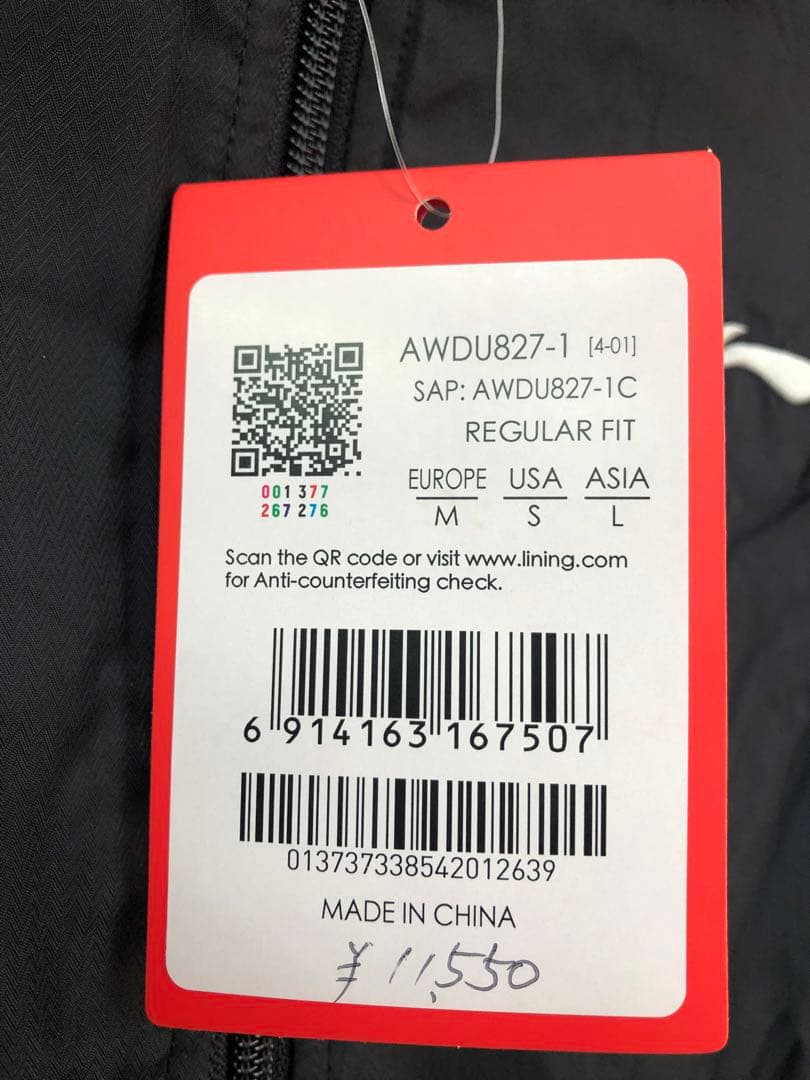 AWDU827-1 [4-01]
SAP: AWDU827-1C
REGULAR FIT
001 377
267 276
EUROPE USA ASIA
M S L
Scan the QR code or visit www.lining.com
for Anti-counterfeiting check.
6 914163 167507
013737338542012639
MADE IN CHINA
¥11,550